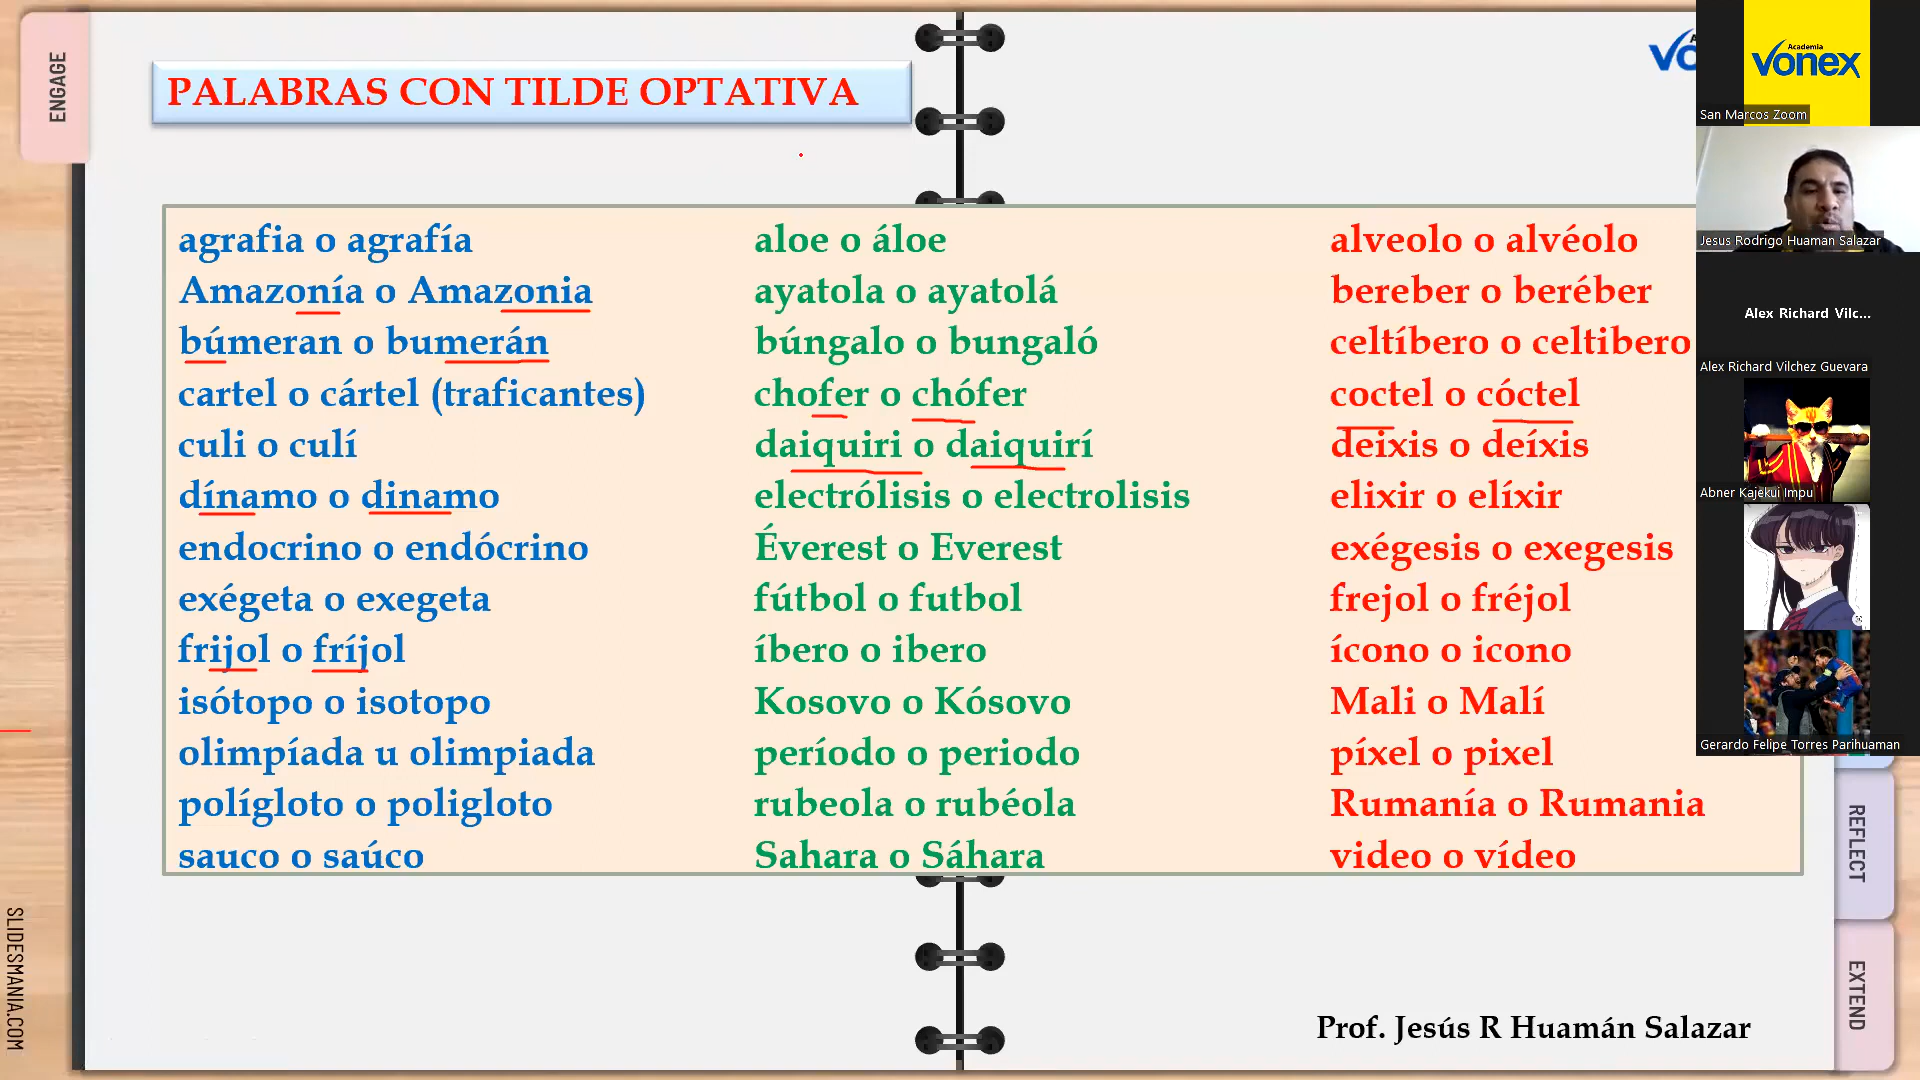 ENGAGE
PALABRAS CON TILDE OPTATIVA
agrafia o agrafía
Amazonía o Amazonia
búmeran o bumerán
cartel o cártel (traficantes)
culi o culí
dínamo o dinamo
endocrino o endócrino
exégeta o exegeta
frijol o fríjol
isótopo o isotopo
olimpíada u olimpiada
polígloto o poligloto
sauco o saúco
aloe o áloe
ayatola o ayatolá
búngalo o bungaló
chofer o chófer
daiquiri o daiquirí
electrólisis o electrolisis
Éverest o Everest
fútbol o futbol
íbero o ibero
Kosovo o Kósovo
período o periodo
rubeola o rubéola
Sahara o Sáhara
alveolo o alvéolo
bereber o beréber
celtíbero o celtibero
coctel o cóctel
deixis o deíxis
elixir o elíxir
exégesis o exegesis
frejol o fréjol
ícono o icono
Mali o Malí
píxel o pixel
Rumanía o Rumania
video o vídeo
Prof. Jesús R Huamán Salazar
SLIDESMANIA.COM
REFLECT
EXTEND
Academia
vonex
San Marcos Zoom
Jesus Rodrigo Huaman Salazar
Alex Richard Vilc...
Alex Richard Vilchez Guevara
Abner Kajekui Impu
Gerardo Felipe Torres Parihuaman